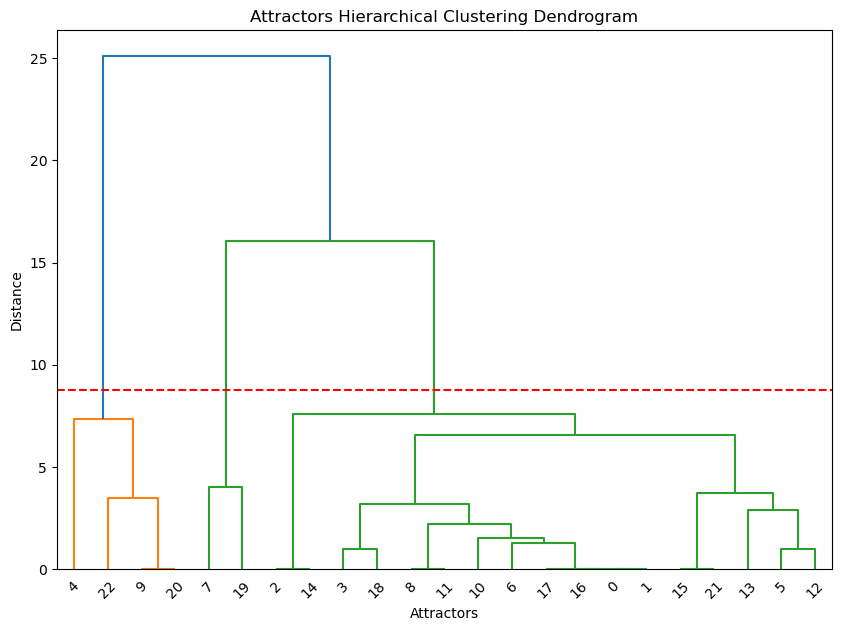 Attractors Hierarchical Clustering Dendrogram
25
20
15
10
5
0
Distance
4 22 9 20 7 19 2 14 3 18 8 11 10 6 17 16 0 1 15 21 13 5 12
Attractors